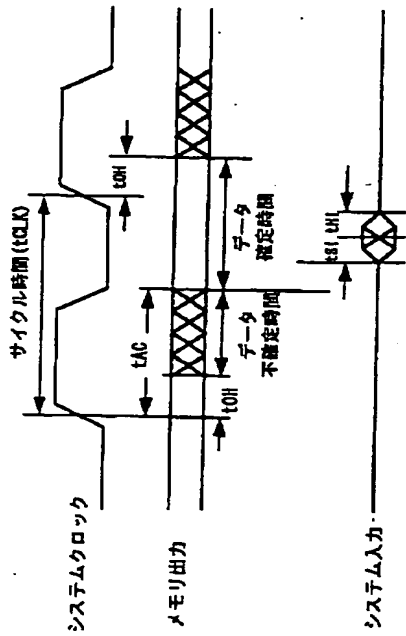 システムクロック
サイクル時間(tCLK)
tOH
メモリ出力
tAC
tOH
データ
不確定時間
データ
確定時間
システム入力
tSI
tHI